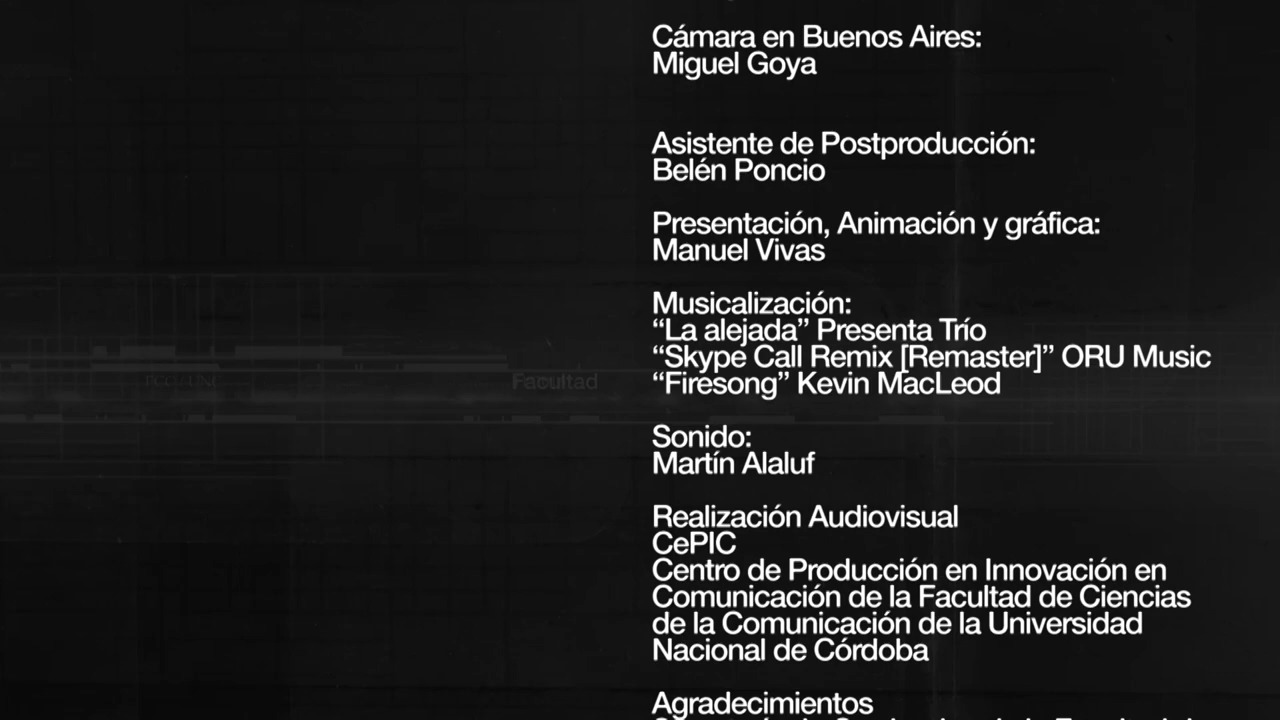 Cámara en Buenos Aires:
Miguel Goya
Asistente de Postproducción:
Belén Poncio
Presentación, Animación y gráfica:
Manuel Vivas
Musicalización:
“La alejada” Presenta Trío
“Skype Call Remix [Remaster]” ORU Music
“Firesong” Kevin MacLeod
Facultad
Sonido:
Martín Alaluf
Realización Audiovisual
CePIC
Centro de Producción en Innovación en
Comunicación de la Facultad de Ciencias
de la Comunicación de la Universidad
Nacional de Córdoba
Agradecimientos